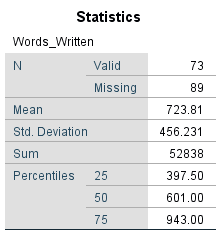 Statistics
Words_Written
N Valid 73
Missing 89
Mean 723.81
Std. Deviation 456.231
Sum 52838
Percentiles 25 397.50
50 601.00
75 943.00